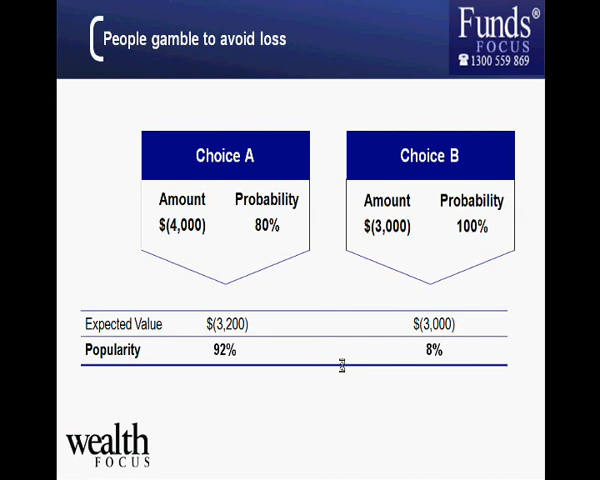 People gamble to avoid loss
Funds®
FOCUS
☎1300 559 869
Choice A
Amount Probability
$(4,000) 80%
Choice B
Amount Probability
$(3,000) 100%
Expected Value $(3,200) $(3,000)
Popularity 92% 8%
wealth
FOCUS